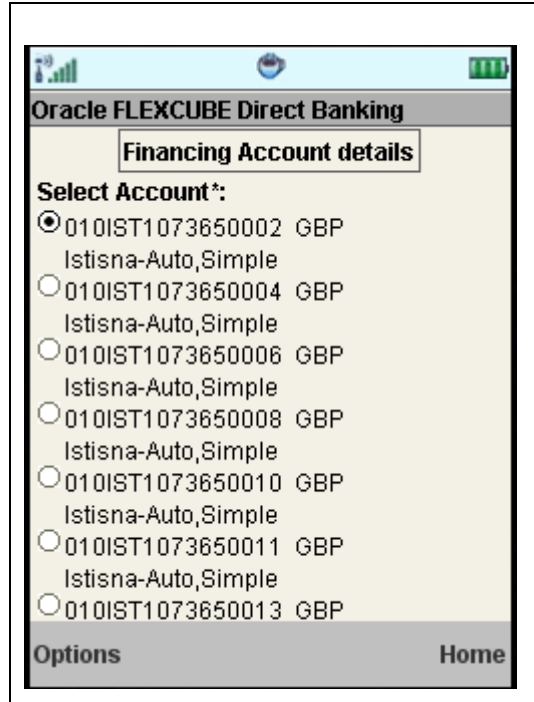 Oracle FLEXCUBE Direct Banking
Financing Account details
Select Account*:
010IST1073650002 GBP
Istisna-Auto,Simple
010IST1073650004 GBP
Istisna-Auto,Simple
010IST1073650006 GBP
Istisna-Auto,Simple
010IST1073650008 GBP
Istisna-Auto,Simple
010IST1073650010 GBP
Istisna-Auto,Simple
010IST1073650011 GBP
Istisna-Auto,Simple
010IST1073650013 GBP
Options Home